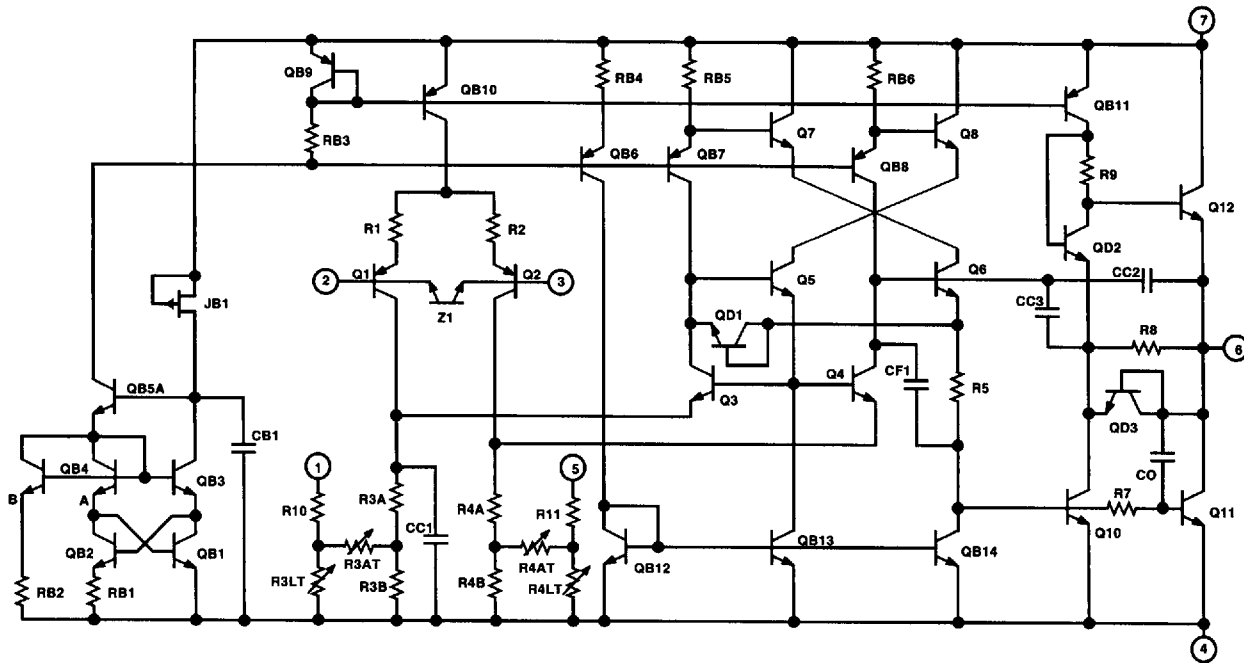 7
QB9
QB10
RB4
RB5
RB6
QB11
Q7
Q8
RB3
QB6
QB7
QB8
R9
Q12
R1
R2
QD2
2
Q1
Q2
3
Z1
Q5
Q6
CC2
CC3
JB1
QD1
R8
6
QB5A
Q3
Q4
CF1
R5
CB1
QD3
QB4
QB3
B
A
1
5
CO
R10
R3A
CC1
R4A
R11
R7
Q11
QB2
QB1
R3AT
R4AT
QB12
QB13
QB14
Q10
RB2
RB1
R3LT
R3B
R4B
R4LT
4